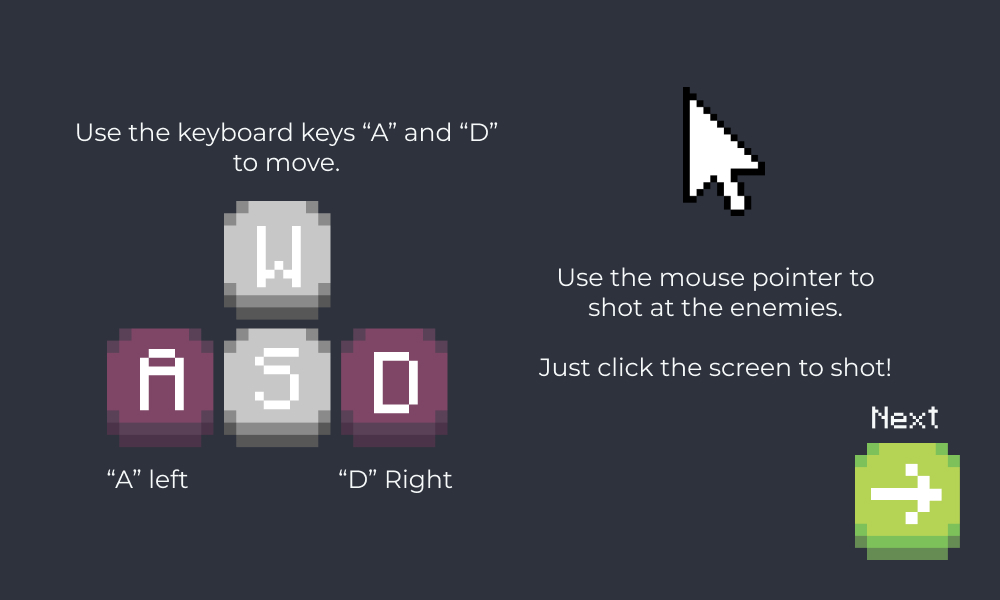 Use the keyboard keys “A” and “D”
to move.
W
A S D
“A” left
“D” Right
Use the mouse pointer to
shot at the enemies.
Just click the screen to shot!
Next